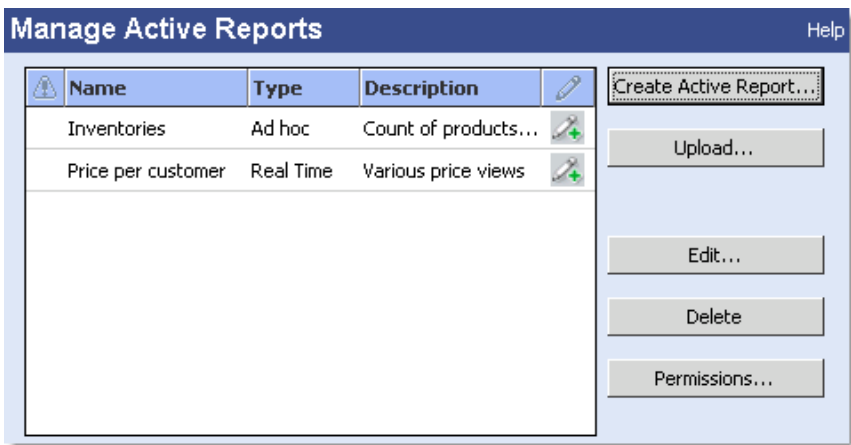 Manage Active Reports Help
Name Type Description
Create Active Report...
Inventories Ad hoc Count of products...
Upload...
Price per customer Real Time Various price views
Edit...
Delete
Permissions...